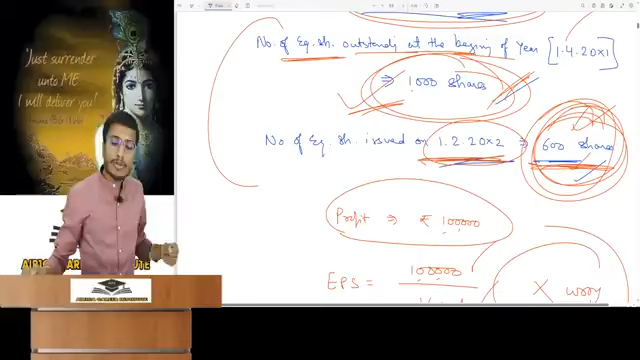 "Just surrender
unto ME
I will deliver you!
No. of Eq. sh. outstandi at the beging of Year [1.4.20x1]
⇒ 1000 shares
No of Eq. sh. issued on 1.2.20x2 ⇒ 600 shares
Profit ⇒ ₹ 100000
EPS = 100000
X worry